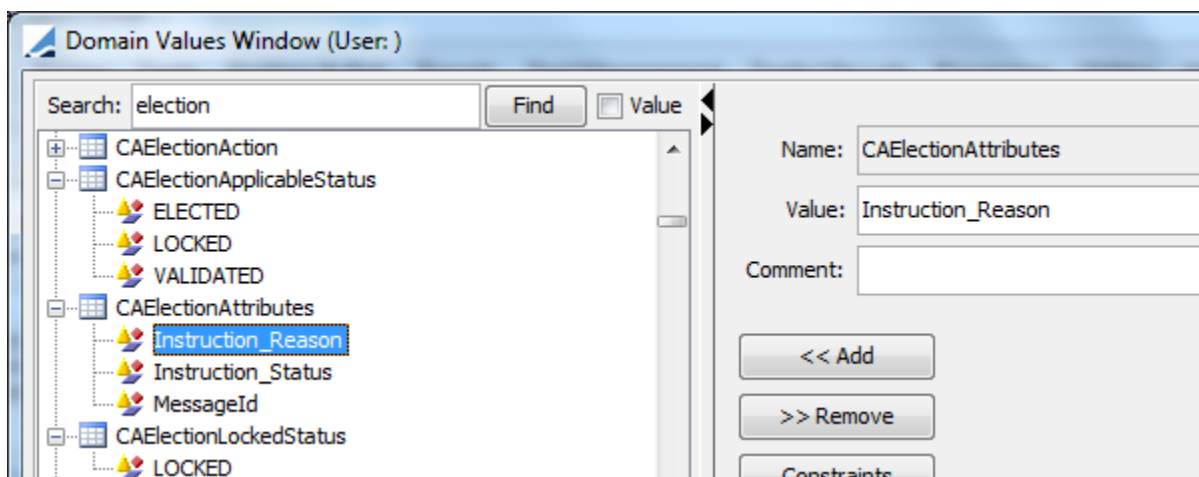 Domain Values Window (User: )
Search: election Find Value
CAElectionAction
CAElectionApplicableStatus
ELECTED
LOCKED
VALIDATED
CAElectionAttributes
Instruction_Reason
Instruction_Status
MessageId
CAElectionLockedStatus
LOCKED
Name: CAElectionAttributes
Value: Instruction_Reason
Comment:
<< Add
>> Remove
Constraints